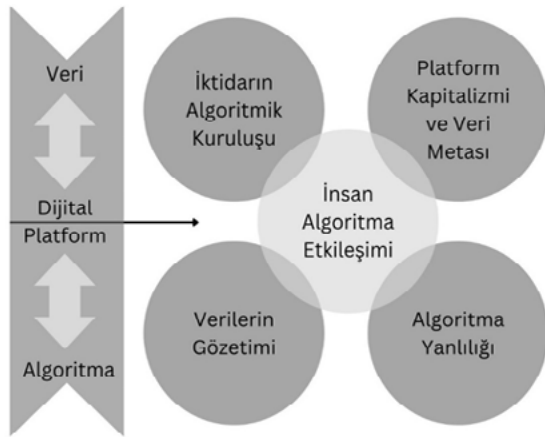 Veri
Dijital
Platform
Algoritma
İktidarın
Algoritmik
Kuruluşu
Platform
Kapitalizmi
ve Veri
Metası
İnsan
Algoritma
Etkileşimi
Verilerin
Gözetimi
Algoritma
Yanlılığı